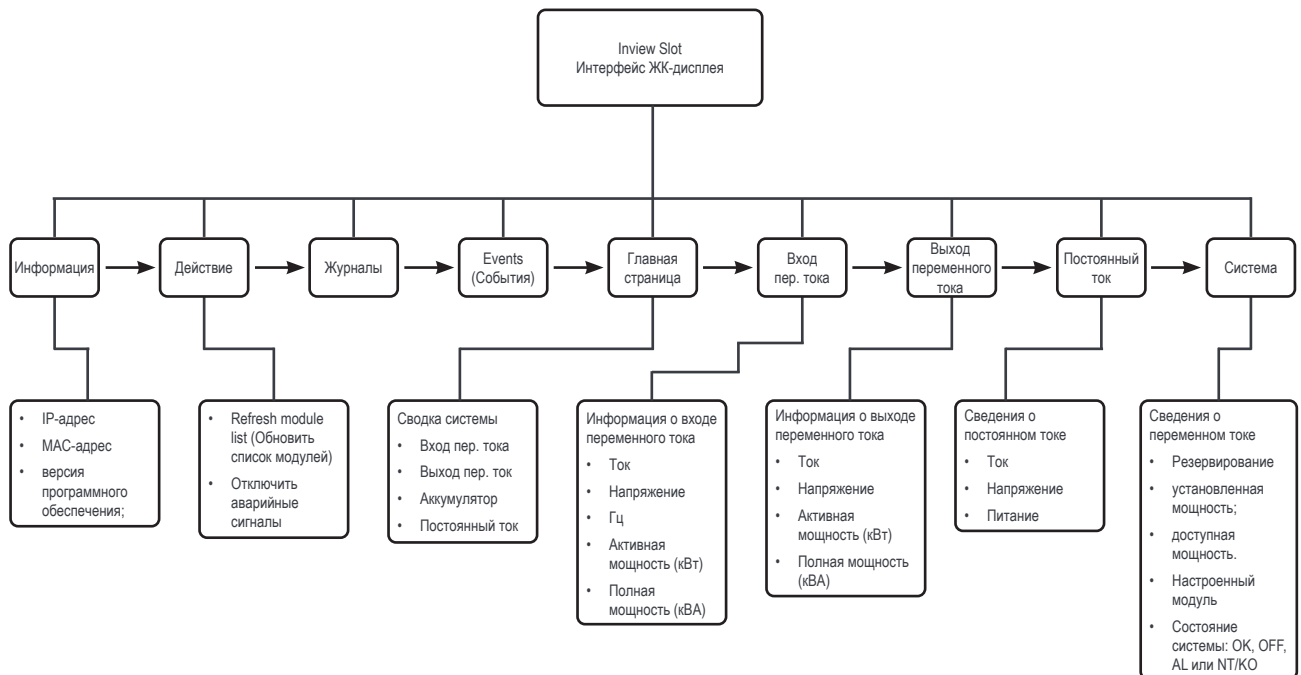 Inview Slot
Интерфейс ЖК-дисплея
Информация
Действие
Журналы
Events
(События)
Главная
страница
Вход
пер. тока
Выход
переменного
тока
Постоянный
ток
Система
• IP-адрес
• MAC-адрес
• версия
программного
обеспечения;
• Refresh module
list (Обновить
список модулей)
• Отключить
аварийные
сигналы
Сводка системы
• Вход пер. тока
• Выход пер. ток
• Аккумулятор
• Постоянный ток
Информация о входе
переменного тока
• Ток
• Напряжение
• Гц
• Активная
мощность (кВт)
• Полная
мощность (кВА)
Информация о выходе
переменного тока
• Ток
• Напряжение
• Активная
мощность (кВт)
• Полная мощность
(кВА)
Сведения о
постоянном токе
• Ток
• Напряжение
• Питание
Сведения о
переменном токе
• Резервирование
• установленная
мощность;
• доступная
мощность.
• Настроенный
модуль
• Состояние
системы: OK, OFF,
AL или NT/KO